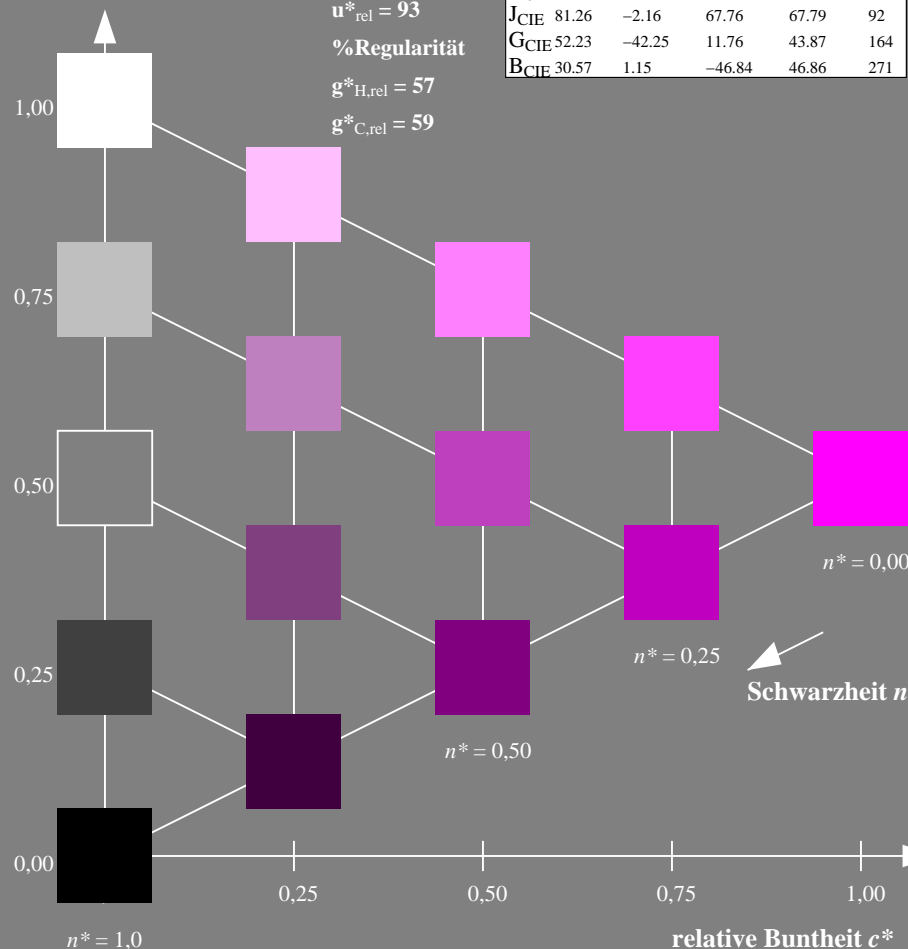 u*rel = 93
%Regularität
g*H,rel = 57
g*C,rel = 59
JCIE 81.26 −2.16 67.76 67.79 92
GCIE 52.23 −42.25 11.76 43.87 164
BCIE 30.57 1.15 −46.84 46.86 271
1,00
0,75
0,50
n* = 0,00
0,25
n* = 0,25
Schwarzheit n
n* = 0,50
0,00
0,25 0,50 0,75 1,00
n* = 1,0
relative Buntheit c*